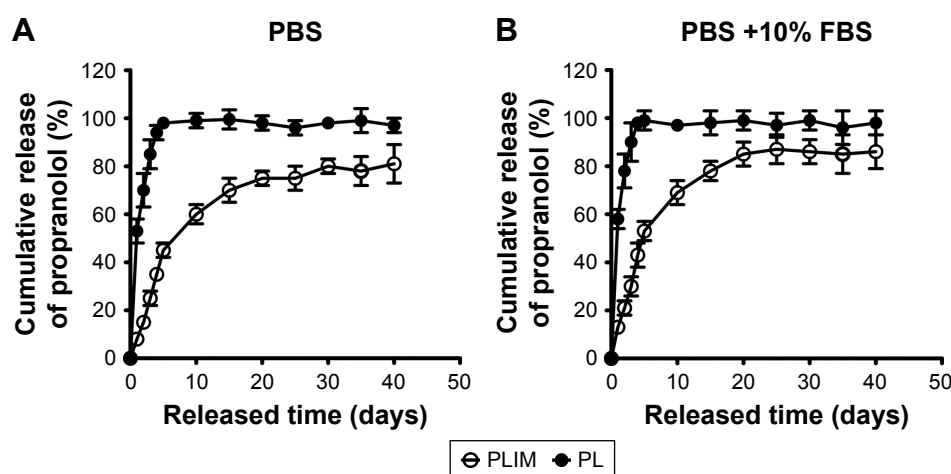 A
PBS
Cumulative release
of propranolol (%)
120
100
80
60
40
20
0
0 10 20 30 40 50
Released time (days)
B
PBS +10% FBS
Cumulative release
of propranolol (%)
120
100
80
60
40
20
0
0 10 20 30 40 50
Released time (days)
PLIM PL